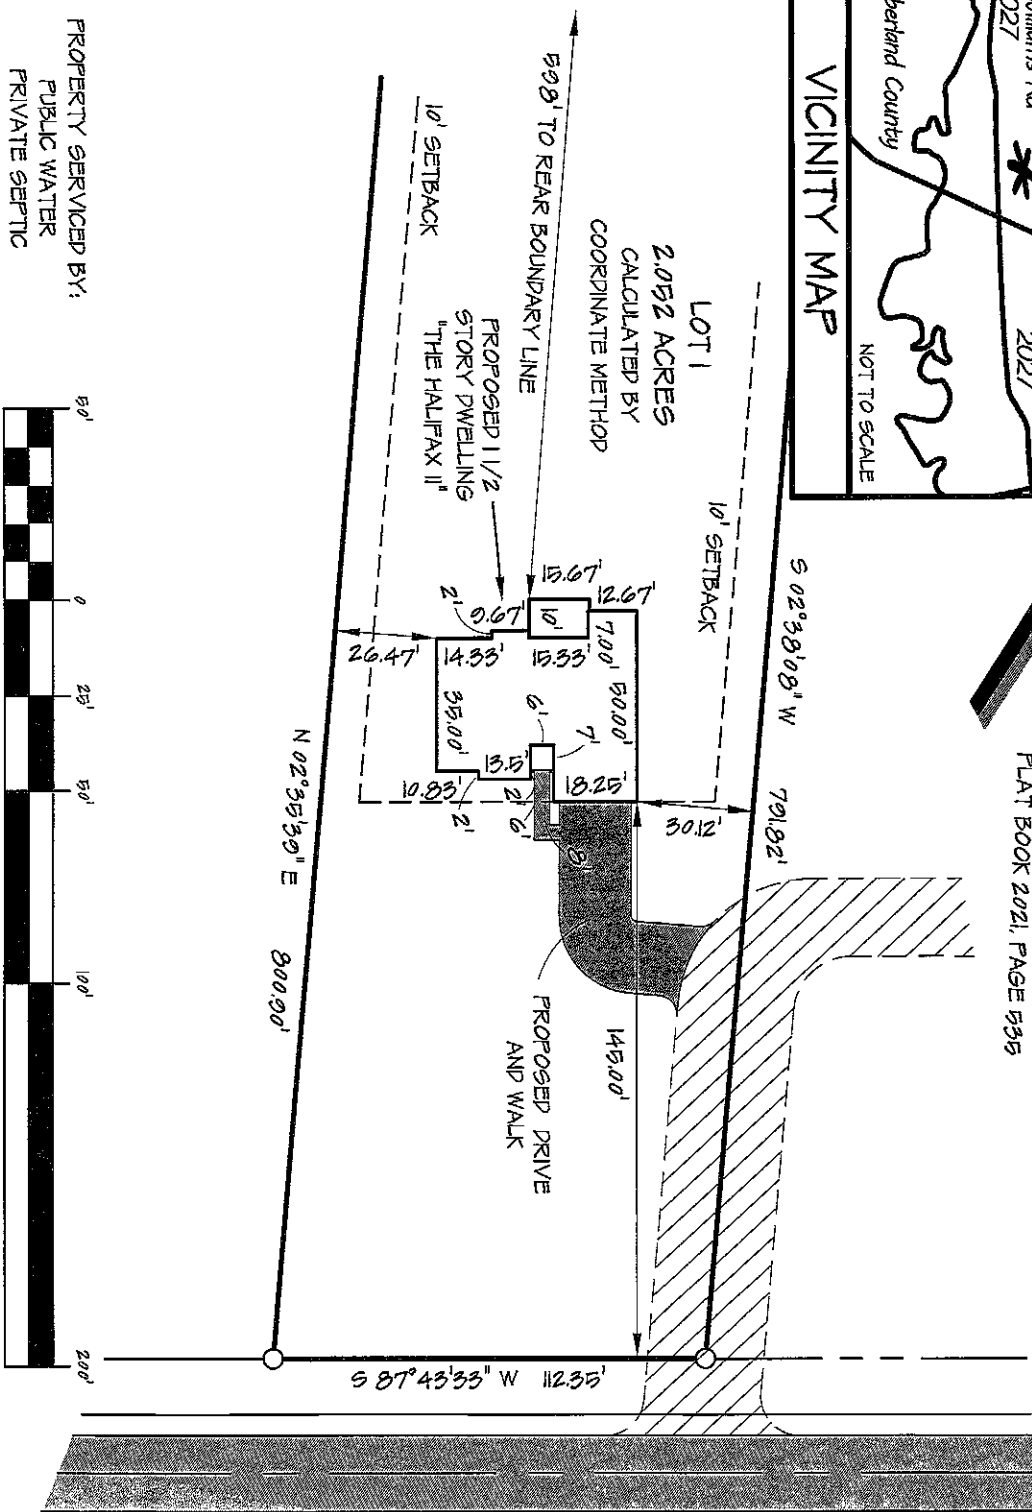 2027
VICINITY MAP
NOT TO SCALE
PLAT BOOK 2021, PAGE 535
S 02°38'08" W 791.82'
10' SETBACK
LOT 1
2.052 ACRES
CALCULATED BY
COORDINATE METHOD
598' TO REAR BOUNDARY LINE
PROPOSED 1 1/2
STORY DWELLING
"THE HALIFAX II"
10' SETBACK
15.67'
12.67'
9.67'
10'
2'
7.00'
50.00'
14.33'
15.33'
26.47'
35.00'
6'
7'
13.5'
18.25'
10.83'
2'
2'
6'
8'
30.12'
145.00'
PROPOSED DRIVE
AND WALK
N 02°35'39" E 800.90'
S 87°43'33" W 112.35'
PROPERTY SERVICED BY:
PUBLIC WATER
PRIVATE SEPTIC
50' 0 25' 50' 100' 200'